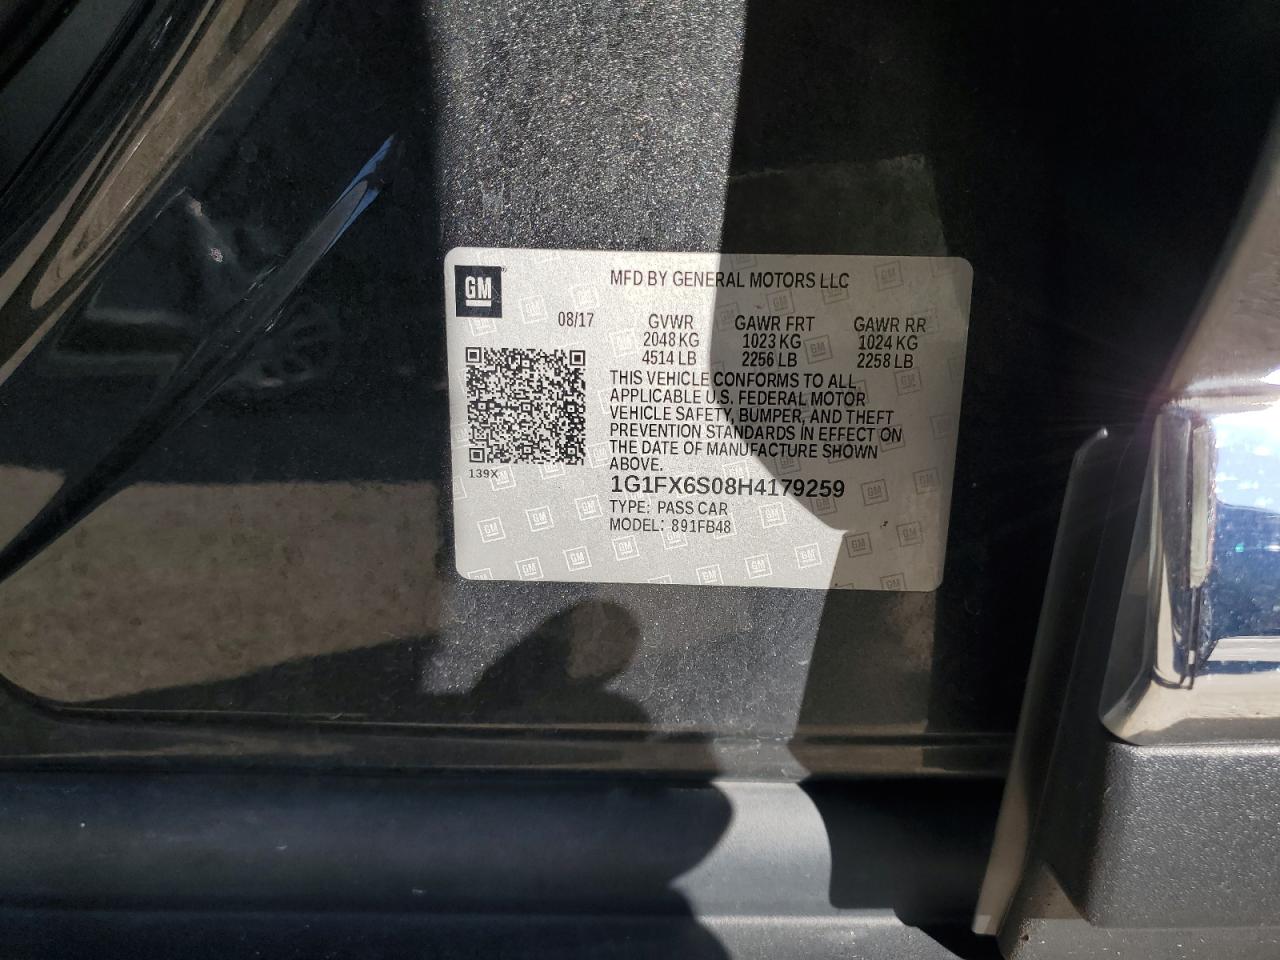 GM
MFD BY GENERAL MOTORS LLC
08/17 GVWR GAWR FRT GAWR RR
2048 KG 1023 KG 1024 KG
4514 LB 2256 LB 2258 LB
THIS VEHICLE CONFORMS TO ALL
APPLICABLE U.S. FEDERAL MOTOR
VEHICLE SAFETY, BUMPER, AND THEFT
PREVENTION STANDARDS IN EFFECT ON
THE DATE OF MANUFACTURE SHOWN
ABOVE.
139X
1G1FX6S08H4179259
TYPE: PASS CAR
MODEL: 891FB48